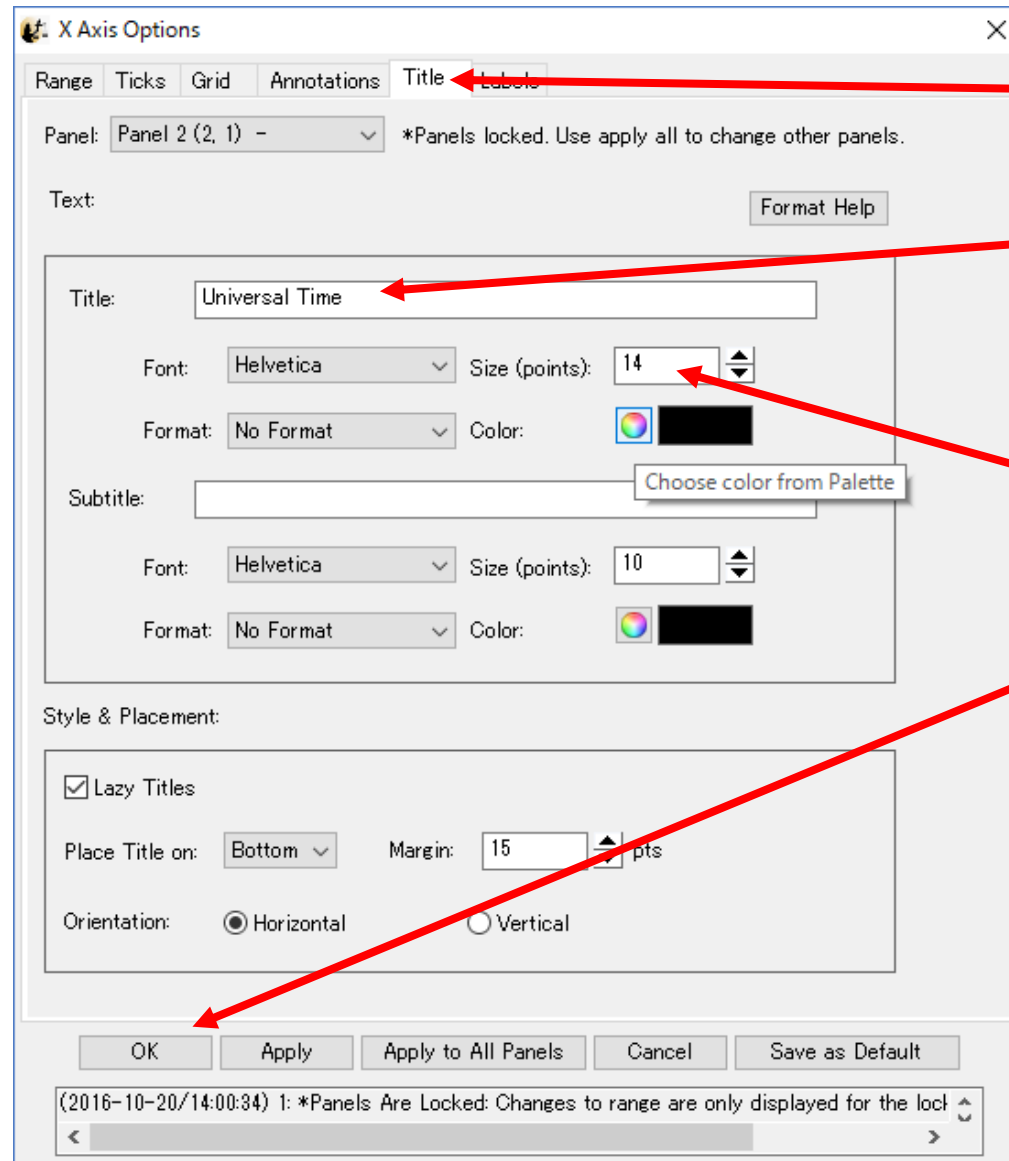 X Axis Options
Range Ticks Grid Annotations Title Labels
Panel: Panel 2 (2, 1) - *Panels locked. Use apply all to change other panels.
Text:
Format Help
Title: Universal Time
Font: Helvetica Size (points): 14
Format: No Format Color:
Choose color from Palette
Subtitle:
Font: Helvetica Size (points): 10
Format: No Format Color:
Style & Placement:
Lazy Titles
Place Title on: Bottom Margin: 15 pts
Orientation: Horizontal Vertical
OK Apply Apply to All Panels Cancel Save as Default
(2016-10-20/14:00:34) 1: *Panels Are Locked: Changes to range are only displayed for the